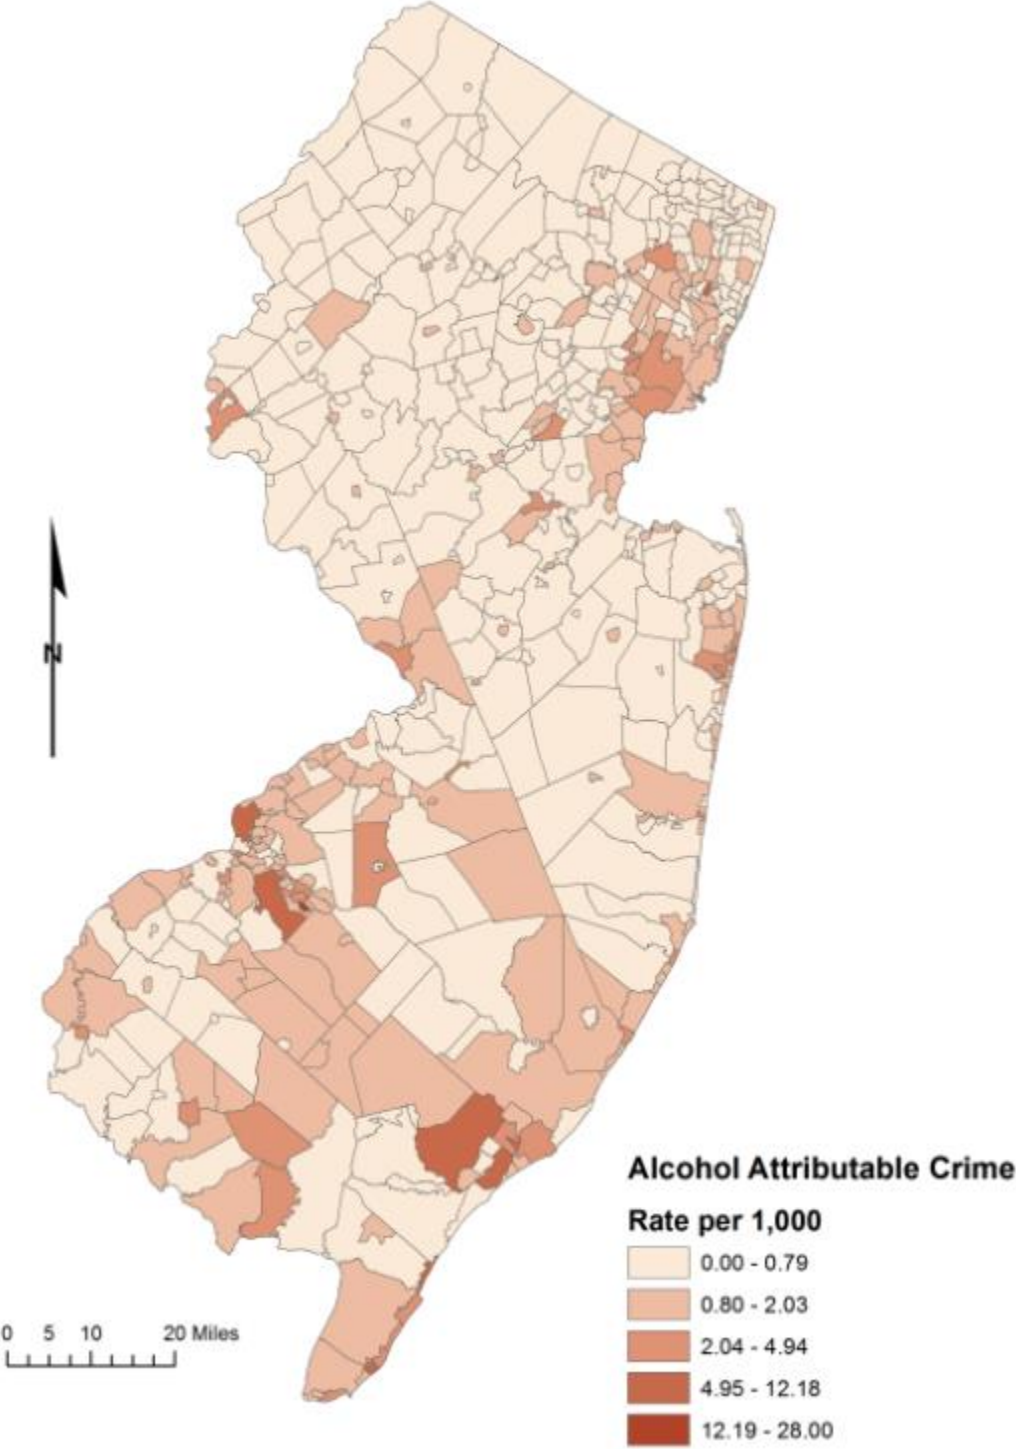 N
Alcohol Attributable Crime
Rate per 1,000
0.00 - 0.79
0.80 - 2.03
2.04 - 4.94
4.95 - 12.18
12.19 - 28.00
0 5 10 20 Miles